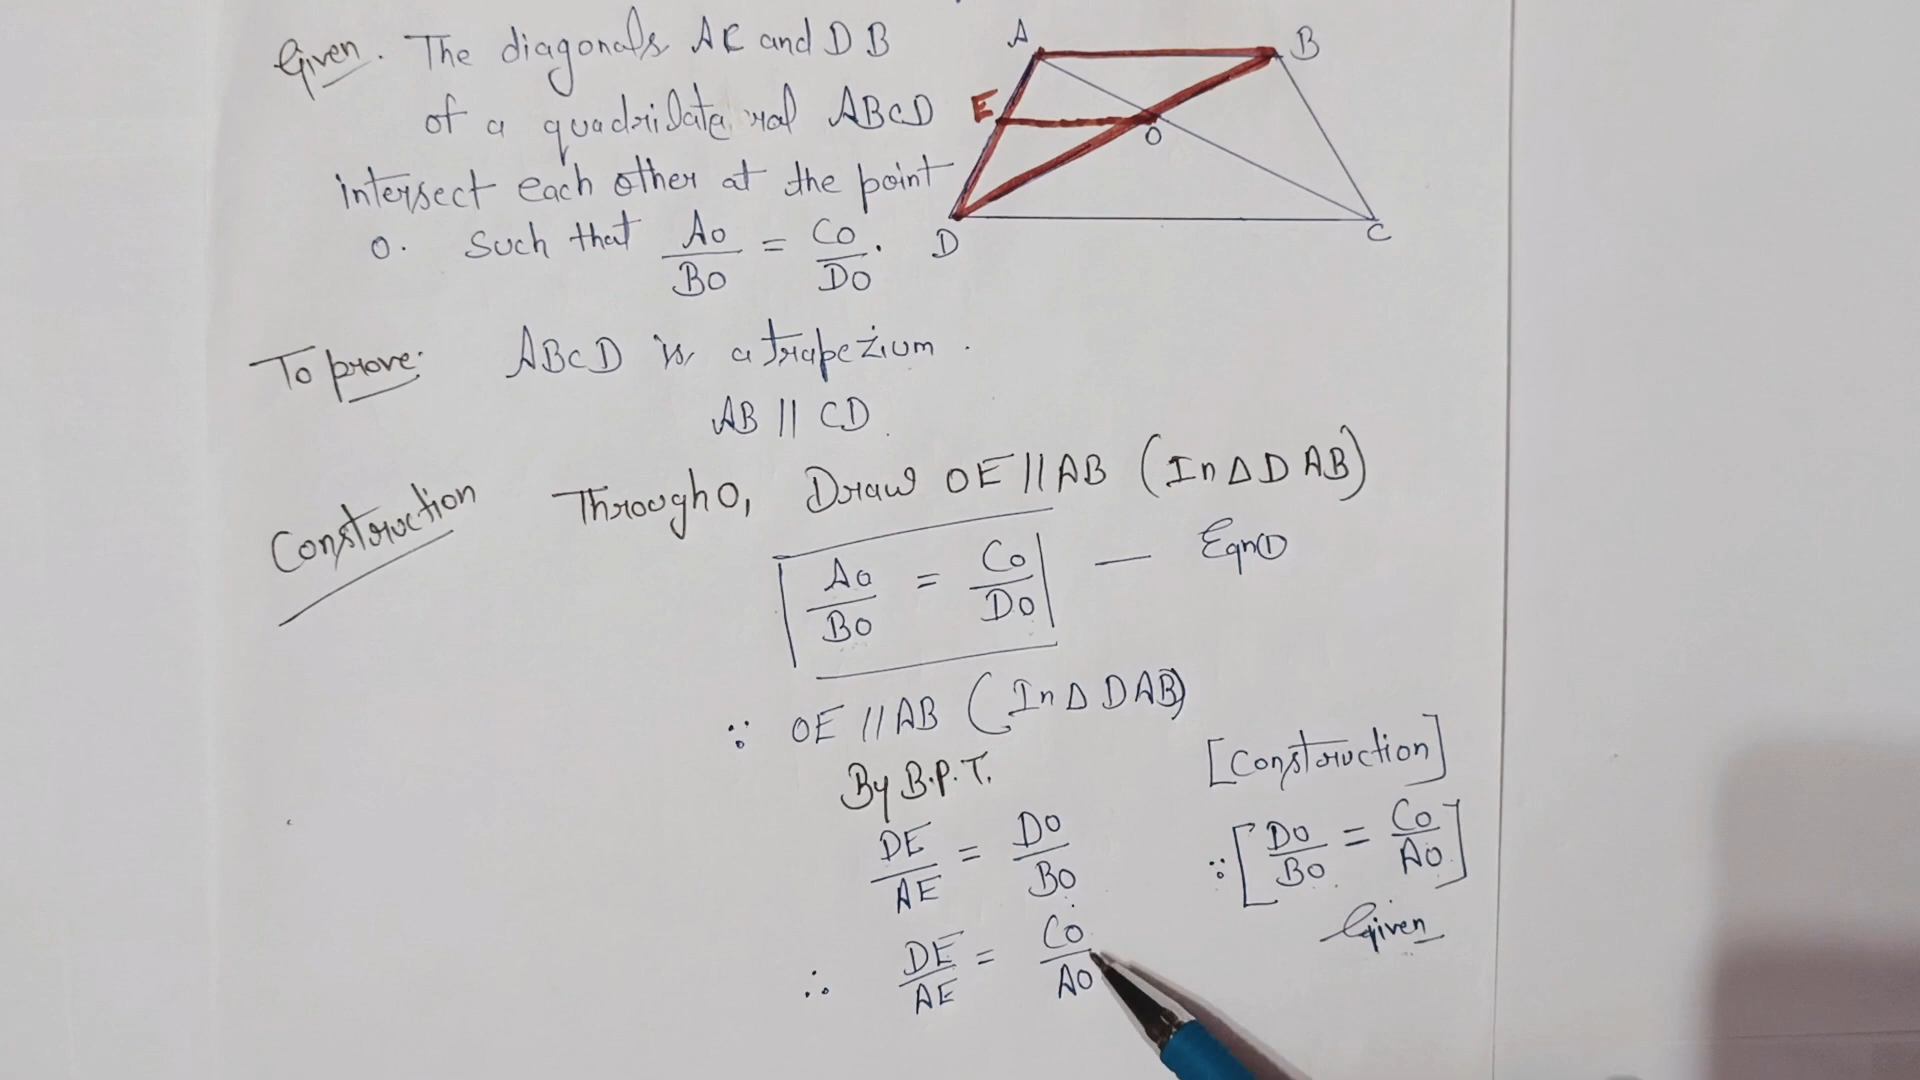 Given. The diagonals AC and DB
of a quadrilateral ABCD
intersect each other at the point
O. Such that AO/BO = CO/DO.
A
B
E
O
D
C
To prove: ABCD is a trapezium.
AB || CD.
Construction Through O, Draw OE || AB (In Δ DAB)
AO/BO = CO/DO — Eqn①
∵ OE || AB (In Δ DAB)
[Construction]
By B.P.T.
DE/AE = DO/BO ∵ [DO/BO = CO/AO]
Given
∴ DE/AE = CO/AO